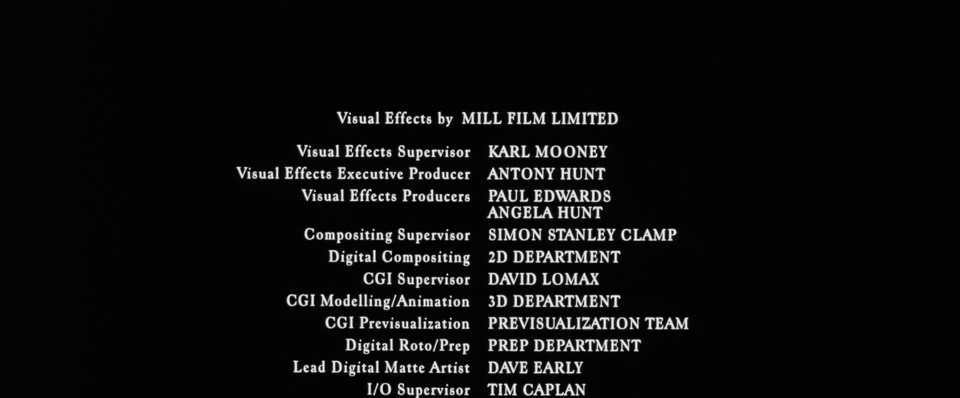 Visual Effects by MILL FILM LIMITED
Visual Effects Supervisor KARL MOONEY
Visual Effects Executive Producer ANTONY HUNT
Visual Effects Producers PAUL EDWARDS
ANGELA HUNT
Compositing Supervisor SIMON STANLEY CLAMP
Digital Compositing 2D DEPARTMENT
CGI Supervisor DAVID LOMAX
CGI Modelling/Animation 3D DEPARTMENT
CGI Previsualization PREVISUALIZATION TEAM
Digital Roto/Prep PREP DEPARTMENT
Lead Digital Matte Artist DAVE EARLY
I/O Supervisor TIM CAPLAN